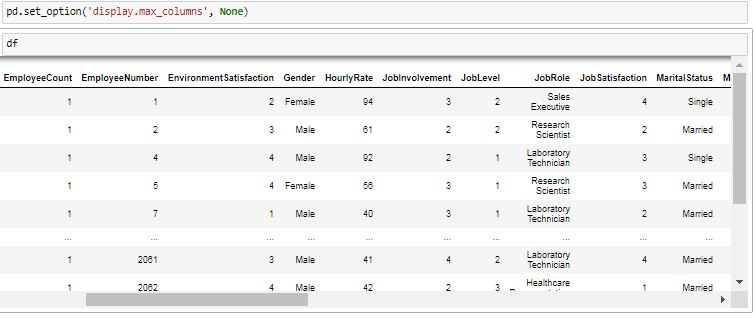 pd.set_option('display.max_columns', None)
df
EmployeeCount EmployeeNumber EnvironmentSatisfaction Gender HourlyRate JobInvolvement JobLevel JobRole JobSatisfaction MaritalStatus M
1 1 2 Female 94 3 2 Sales Executive 4 Single
1 2 3 Male 61 2 2 Research Scientist 2 Married
1 4 4 Male 92 2 1 Laboratory Technician 3 Single
1 5 4 Female 56 3 1 Research Scientist 3 Married
1 7 1 Male 40 3 1 Laboratory Technician 2 Married
... ... ... ... ... ... ... ... ... ...
1 2061 3 Male 41 4 2 Laboratory Technician 4 Married
1 2062 4 Male 42 2 3 Healthcare 1 Married